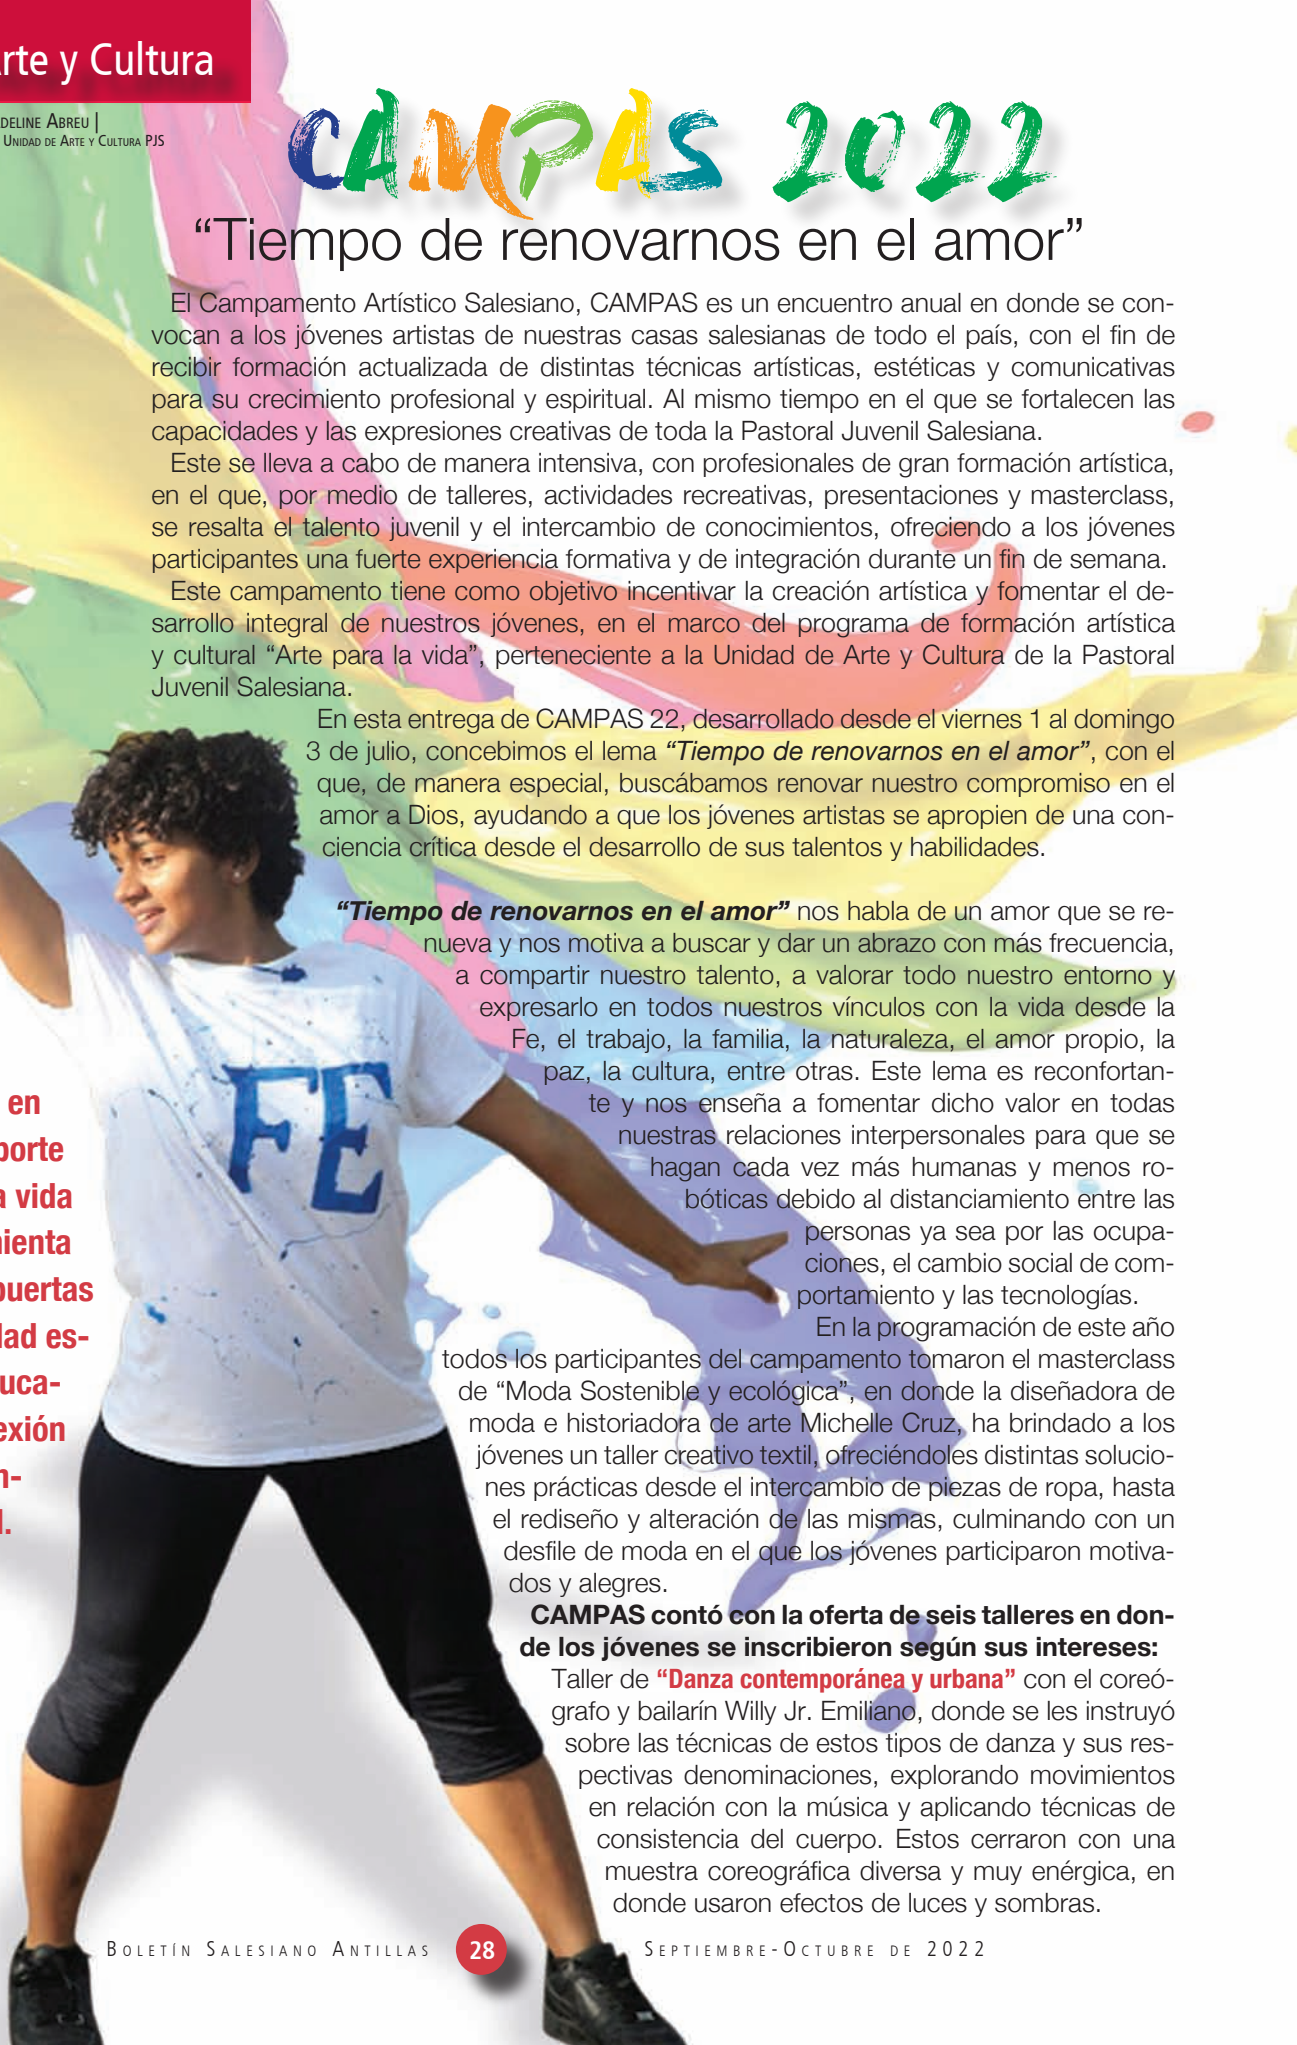 rte y Cultura
DELINE ABREU |
UNIDAD DE ARTE Y CULTURA PJS
CAMPAS 2022
“Tiempo de renovarnos en el amor”
El Campamento Artístico Salesiano, CAMPAS es un encuentro anual en donde se con-
vocan a los jóvenes artistas de nuestras casas salesianas de todo el país, con el fin de
recibir formación actualizada de distintas técnicas artísticas, estéticas y comunicativas
para su crecimiento profesional y espiritual. Al mismo tiempo en el que se fortalecen las
capacidades y las expresiones creativas de toda la Pastoral Juvenil Salesiana.
Este se lleva a cabo de manera intensiva, con profesionales de gran formación artística,
en el que, por medio de talleres, actividades recreativas, presentaciones y masterclass,
se resalta el talento juvenil y el intercambio de conocimientos, ofreciendo a los jóvenes
participantes una fuerte experiencia formativa y de integración durante un fin de semana.
Este campamento tiene como objetivo incentivar la creación artística y fomentar el de-
sarrollo integral de nuestros jóvenes, en el marco del programa de formación artística
y cultural “Arte para la vida”, perteneciente a la Unidad de Arte y Cultura de la Pastoral
Juvenil Salesiana.
En esta entrega de CAMPAS 22, desarrollado desde el viernes 1 al domingo
3 de julio, concebimos el lema “Tiempo de renovarnos en el amor”, con el
que, de manera especial, buscábamos renovar nuestro compromiso en el
amor a Dios, ayudando a que los jóvenes artistas se apropien de una con-
ciencia crítica desde el desarrollo de sus talentos y habilidades.
“Tiempo de renovarnos en el amor” nos habla de un amor que se re-
nueva y nos motiva a buscar y dar un abrazo con más frecuencia,
a compartir nuestro talento, a valorar todo nuestro entorno y
expresarlo en todos nuestros vínculos con la vida desde la
Fe, el trabajo, la familia, la naturaleza, el amor propio, la
paz, la cultura, entre otras. Este lema es reconfortan-
te y nos enseña a fomentar dicho valor en todas
nuestras relaciones interpersonales para que se
hagan cada vez más humanas y menos ro-
bóticas debido al distanciamiento entre las
personas ya sea por las ocupa-
ciones, el cambio social de com-
portamiento y las tecnologías.
En la programación de este año
todos los participantes del campamento tomaron el masterclass
de “Moda Sostenible y ecológica”, en donde la diseñadora de
moda e historiadora de arte Michelle Cruz, ha brindado a los
jóvenes un taller creativo textil, ofreciéndoles distintas solucio-
nes prácticas desde el intercambio de piezas de ropa, hasta
el rediseño y alteración de las mismas, culminando con un
desfile de moda en el que los jóvenes participaron motiva-
dos y alegres.
CAMPAS contó con la oferta de seis talleres en don-
de los jóvenes se inscribieron según sus intereses:
Taller de “Danza contemporánea y urbana” con el coreó-
grafo y bailarín Willy Jr. Emiliano, donde se les instruyó
sobre las técnicas de estos tipos de danza y sus res-
pectivas denominaciones, explorando movimientos
en relación con la música y aplicando técnicas de
consistencia del cuerpo. Estos cerraron con una
muestra coreográfica diversa y muy enérgica, en
donde usaron efectos de luces y sombras.
FE
en
porte
a vida
ienta
puertas
dad es-
uca-
exión
n-
l.
BOLETÍN SALESIANO ANTILLAS 28 SEPTIEMBRE-OCTUBRE DE 2022